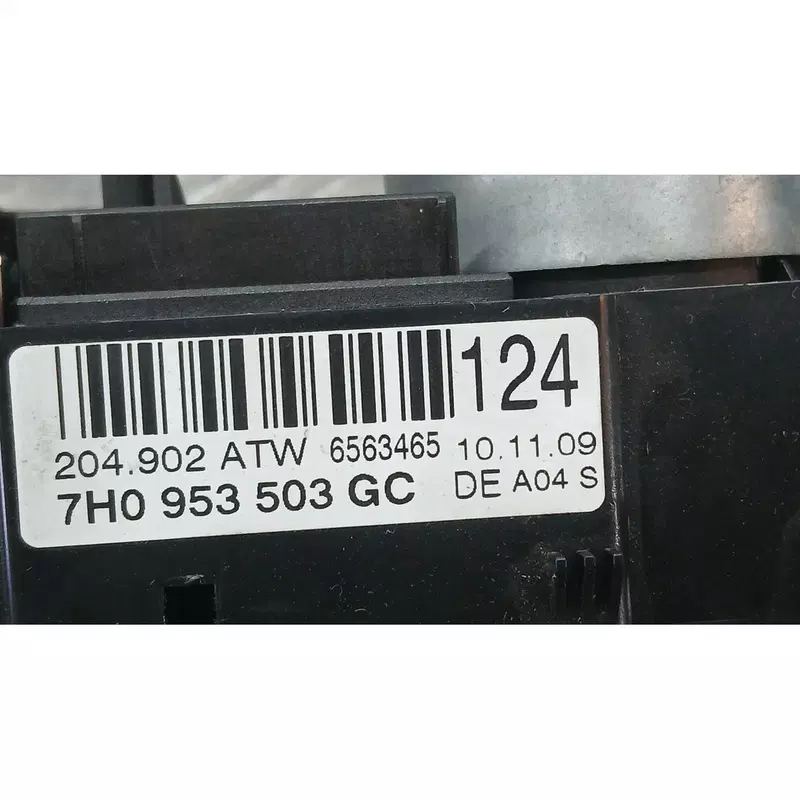 124
204.902 ATW 6563465 10.11.09
7H0 953 503 GC DE A04 S